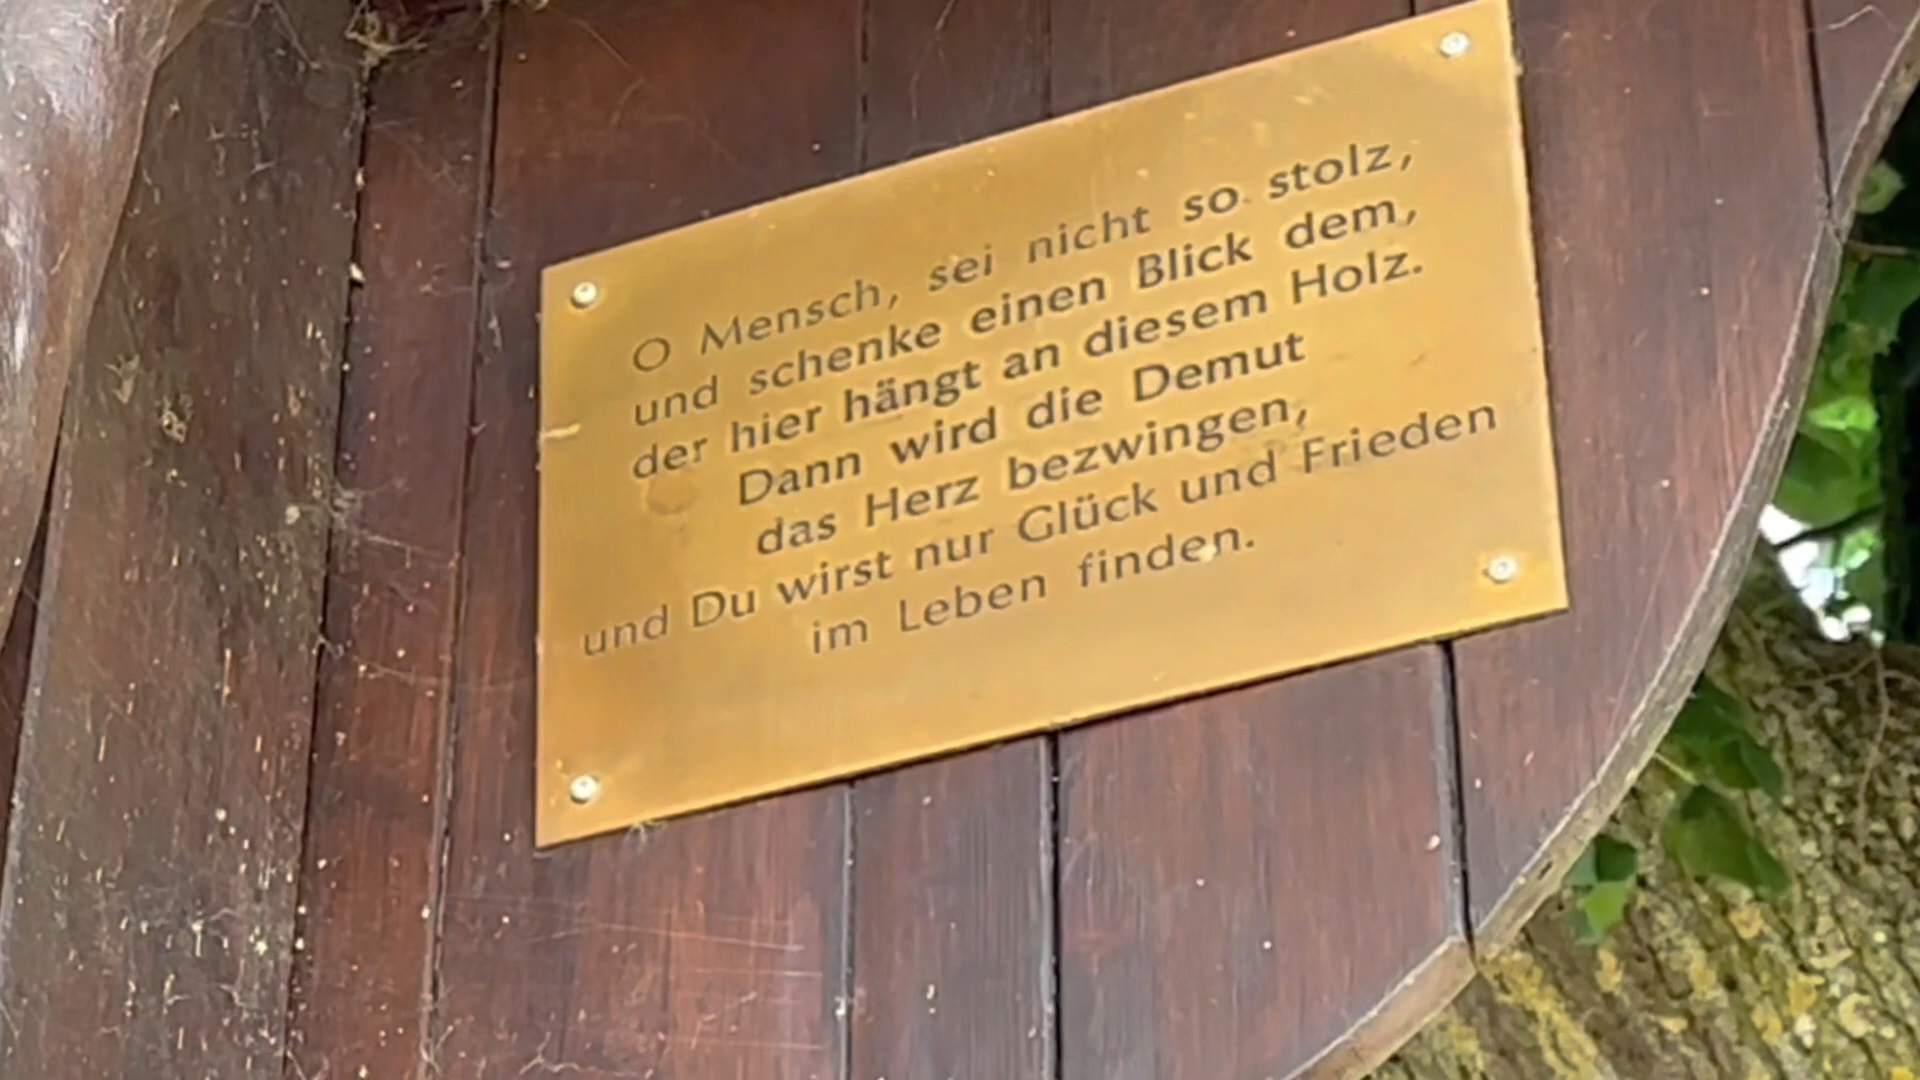 O Mensch, sei nicht so stolz,
und schenke einen Blick dem,
der hier hängt an diesem Holz.
Dann wird die Demut
das Herz bezwingen,
und Du wirst nur Glück und Frieden
im Leben finden.